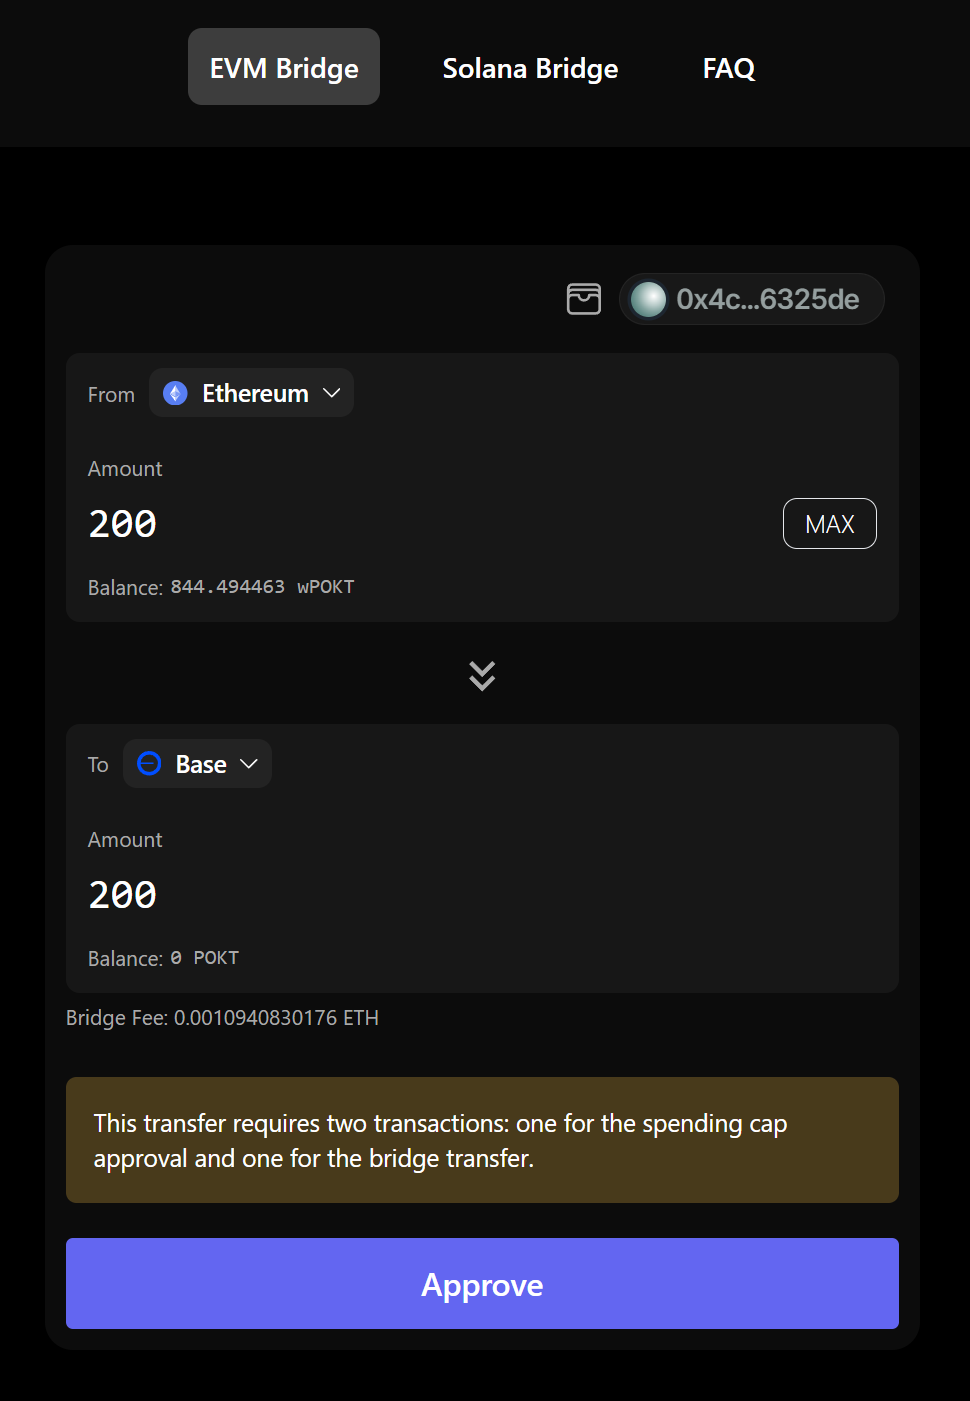 EVM Bridge
Solana Bridge
FAQ
0x4c...6325de
From
Ethereum
Amount
200
MAX
Balance: 844.494463 wPOKT
To
Base
Amount
200
Balance: 0 POKT
Bridge Fee: 0.0010940830176 ETH
This transfer requires two transactions: one for the spending cap
approval and one for the bridge transfer.
Approve